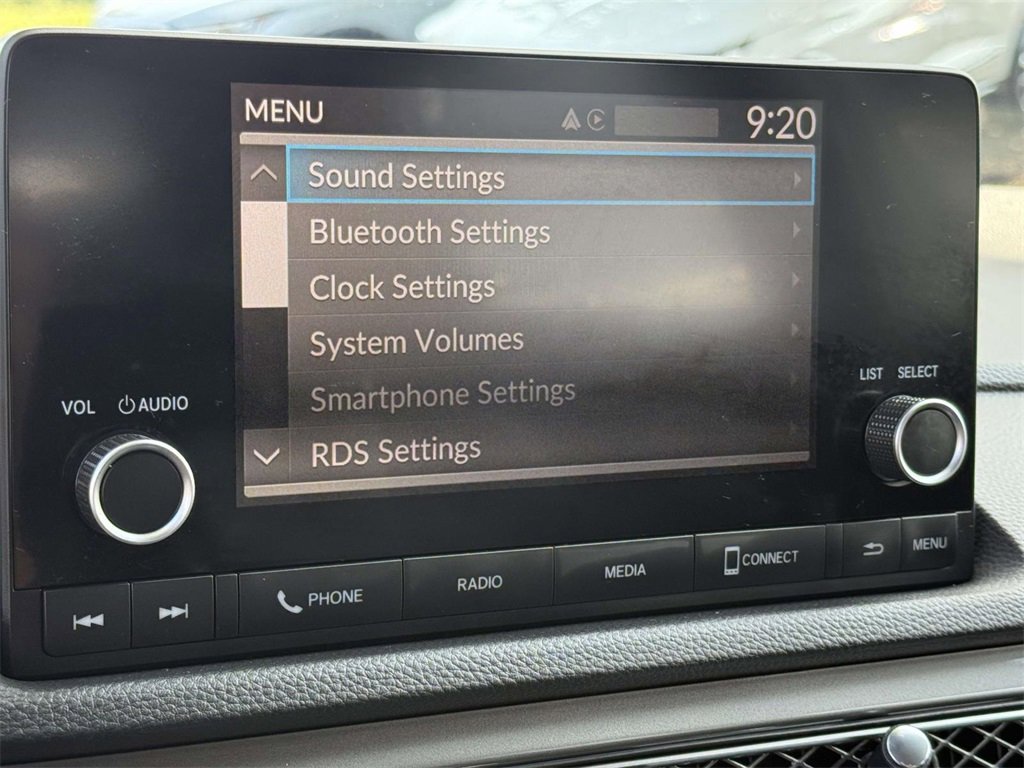 MENU 9:20
Sound Settings
Bluetooth Settings
Clock Settings
System Volumes
Smartphone Settings
RDS Settings
VOL AUDIO
LIST SELECT
PHONE RADIO MEDIA CONNECT MENU